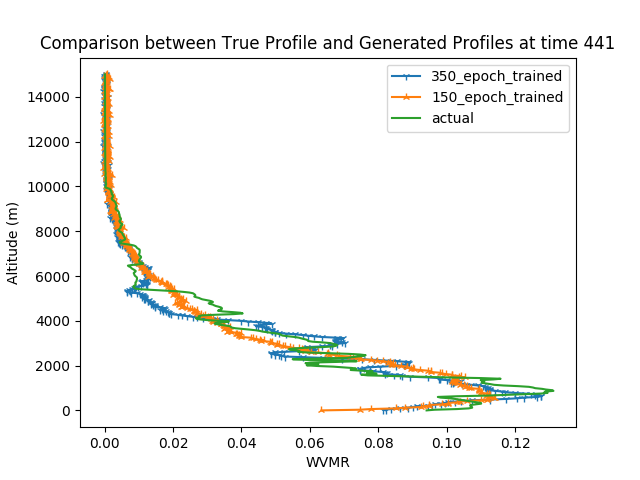 Comparison between True Profile and Generated Profiles at time 441
350_epoch_trained
150_epoch_trained
actual
Altitude (m)
14000
12000
10000
8000
6000
4000
2000
0
0.00 0.02 0.04 0.06 0.08 0.10 0.12
WVMR